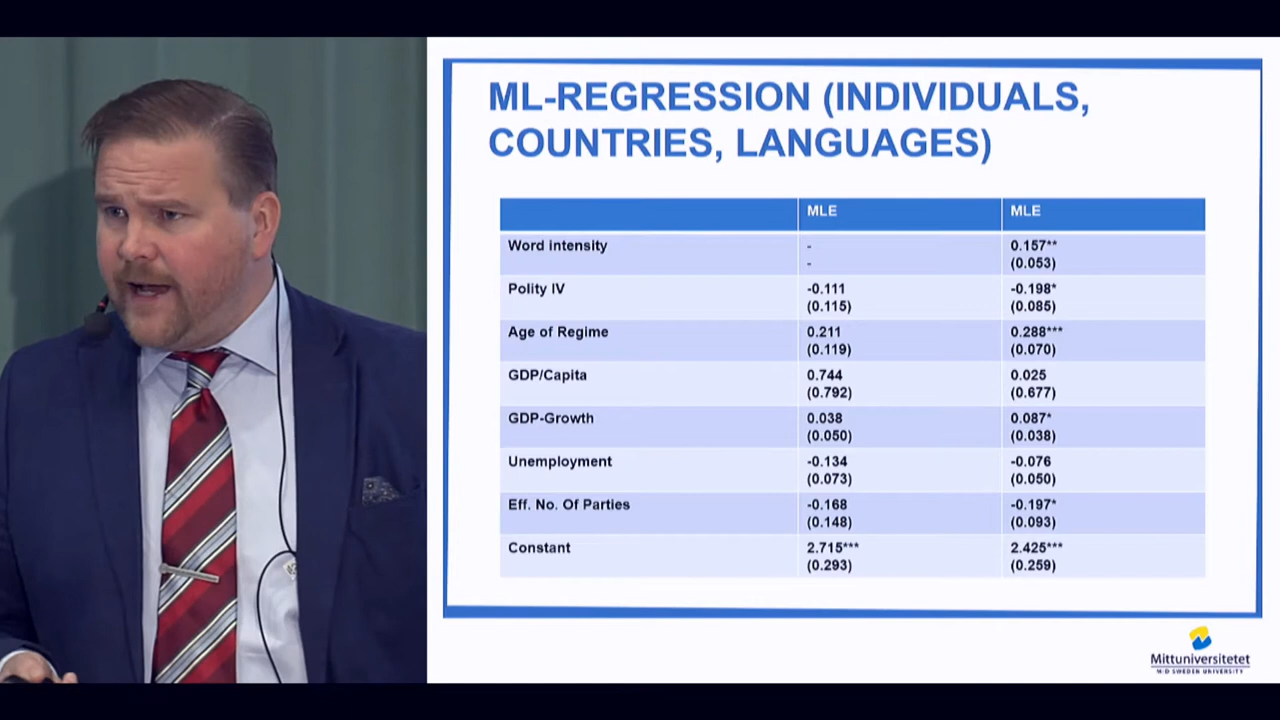 ML-REGRESSION (INDIVIDUALS,
COUNTRIES, LANGUAGES)
MLE MLE
Word intensity - 0.157**
- (0.053)
Polity IV -0.111 -0.198*
(0.115) (0.085)
Age of Regime 0.211 0.288***
(0.119) (0.070)
GDP/Capita 0.744 0.025
(0.792) (0.677)
GDP-Growth 0.038 0.087*
(0.050) (0.038)
Unemployment -0.134 -0.076
(0.073) (0.050)
Eff. No. Of Parties -0.168 -0.197*
(0.148) (0.093)
Constant 2.715*** 2.425***
(0.293) (0.259)
Mittuniversitetet
MID SWEDEN UNIVERSITY